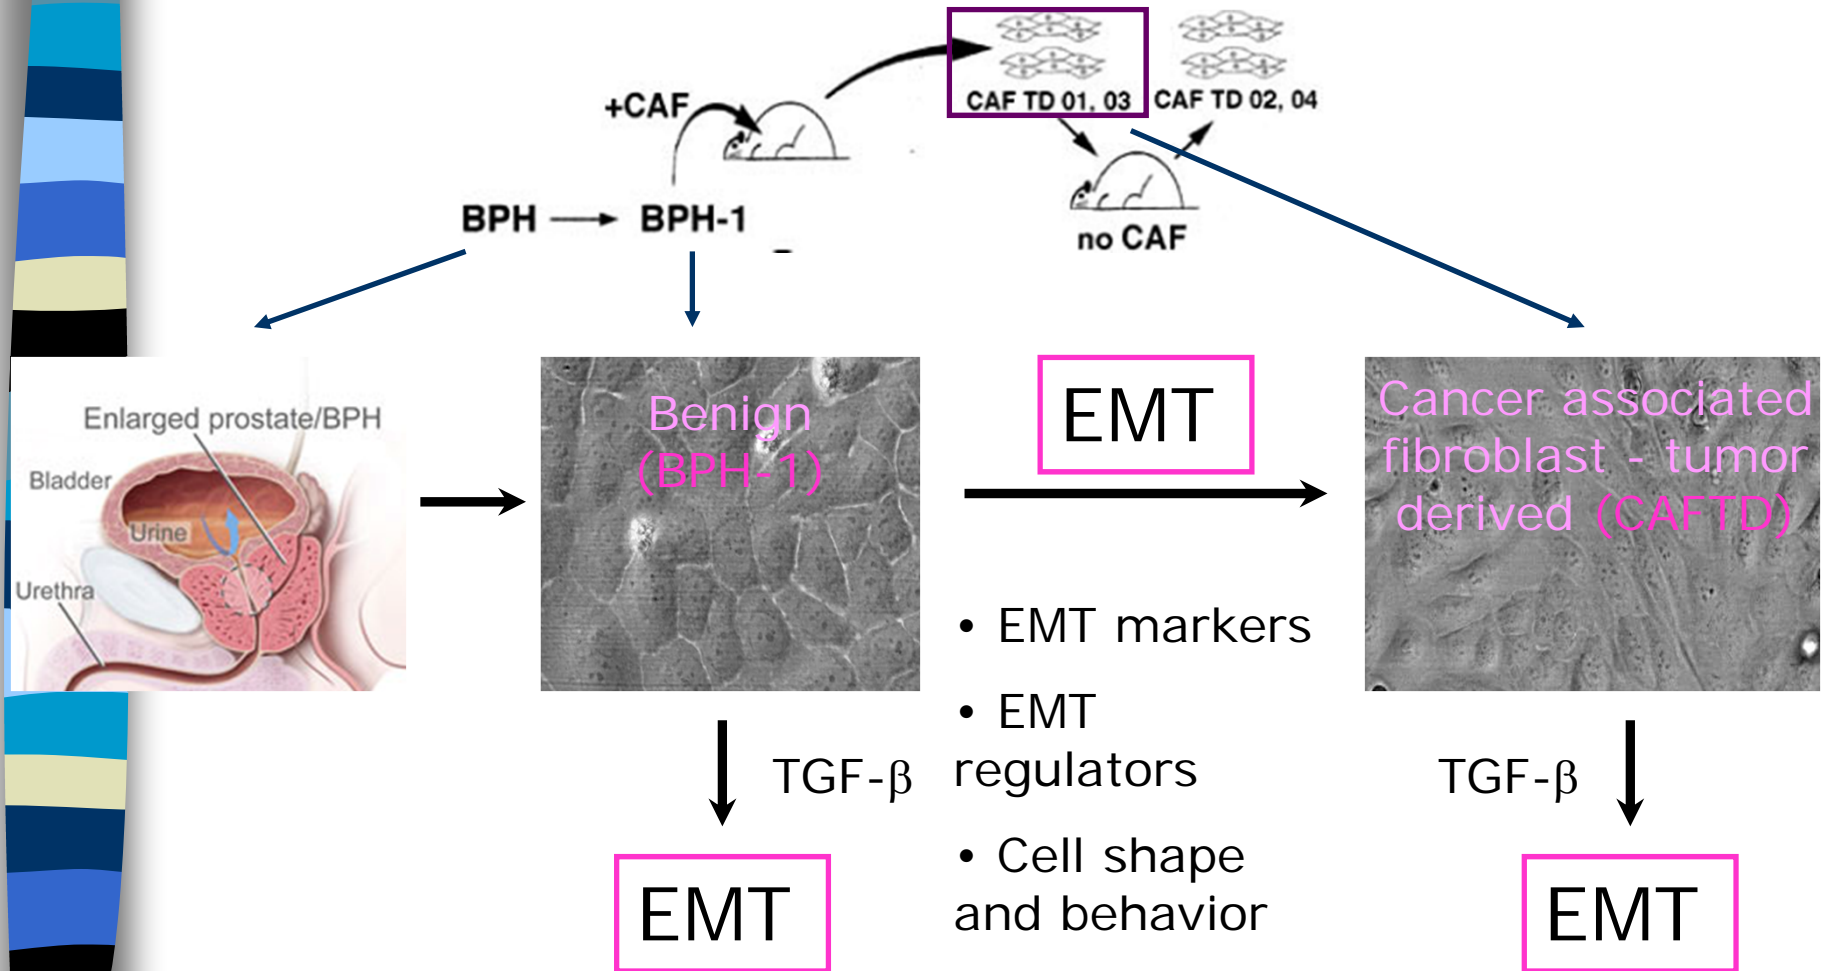 +CAF
CAF TD 01, 03
CAF TD 02, 04
BPH
BPH-1
no CAF
Enlarged prostate/BPH
Bladder
Urine
Urethra
Benign
(BPH-1)
EMT
Cancer associated
fibroblast - tumor
derived (CAFTD)
• EMT markers
• EMT
regulators
• Cell shape
and behavior
TGF-β
EMT
TGF-β
EMT